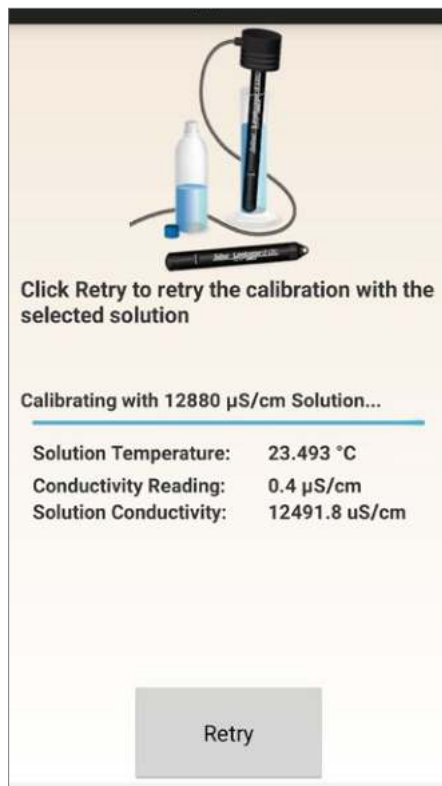 Click Retry to retry the calibration with the
selected solution
Calibrating with 12880 µS/cm Solution...
Solution Temperature: 23.493 °C
Conductivity Reading: 0.4 µS/cm
Solution Conductivity: 12491.8 uS/cm
Retry